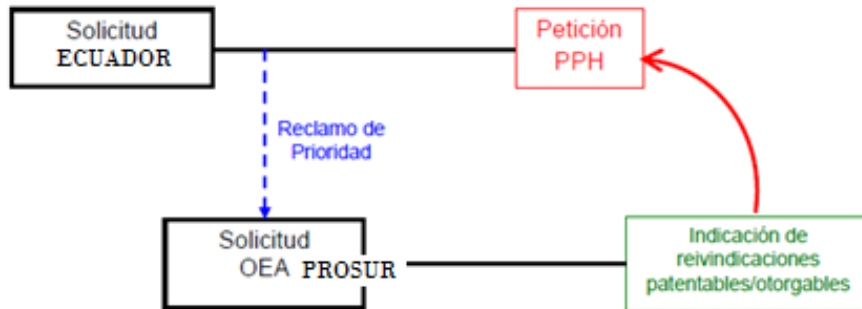 Solicitud
ECUADOR
Petición
PPH
Reclamo de
Prioridad
Solicitud
OEA PROSUR
Indicación de
reivindicaciones
patentables/otorgables